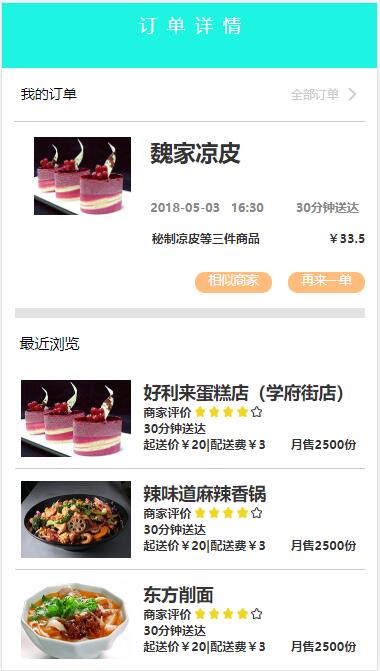 订单详情
我的订单 全部订单
魏家凉皮
2018-05-03 16:30 30分钟送达
秘制凉皮等三件商品 ￥33.5
相似商家 再来一单
最近浏览
好利来蛋糕店（学府街店）
商家评价
30分钟送达
起送价￥20|配送费￥3 月售2500份
辣味道麻辣香锅
商家评价
30分钟送达
起送价￥20|配送费￥3 月售2500份
东方削面
商家评价
30分钟送达
起送价￥20|配送费￥3 月售2500份